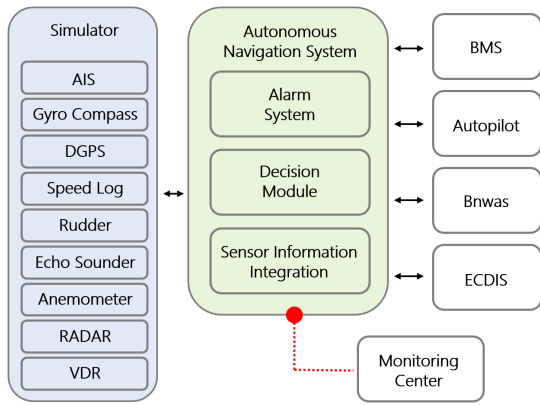 Simulator
AIS
Gyro Compass
DGPS
Speed Log
Rudder
Echo Sounder
Anemometer
RADAR
VDR
Autonomous
Navigation System
Alarm
System
Decision
Module
Sensor Information
Integration
BMS
Autopilot
Bnwas
ECDIS
Monitoring
Center